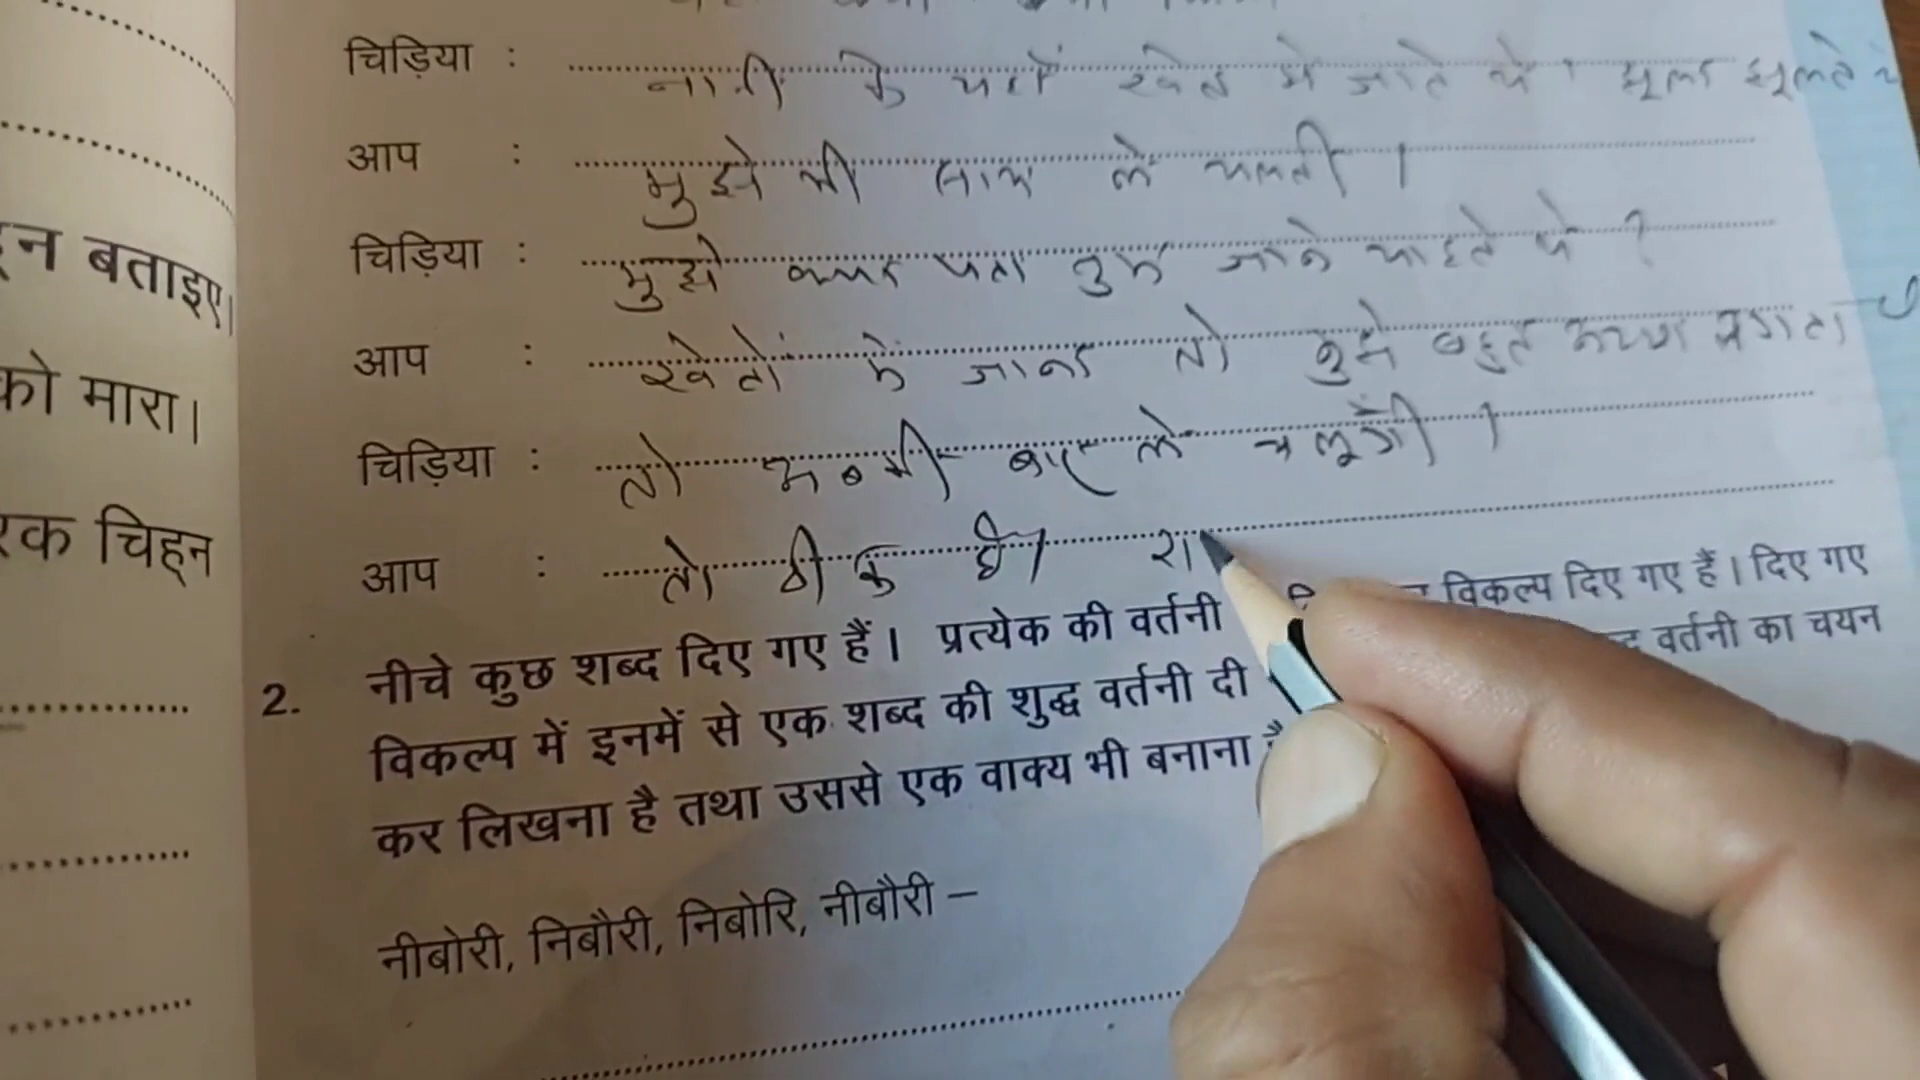 चिड़िया : नानी के यहाँ खेत में जाते थे। झूला झूलते
आप : मुझे भी साथ ले चलती।
चिड़िया : मुझे क्या पता तुम जाने चाहते थे?
आप : खेतों में जाना तो मुझे बहुत अच्छा लगता
चिड़िया : तो अबकी बार ले चलूँगी।
आप : तो ठीक है।
2. नीचे कुछ शब्द दिए गए हैं। प्रत्येक की वर्तनी विकल्प दिए गए हैं। दिए गए
विकल्प में इनमें से एक शब्द की शुद्ध वर्तनी दी वर्तनी का चयन
कर लिखना है तथा उससे एक वाक्य भी बनाना
नीबोरी, निबौरी, निबोरि, नीबौरी –
न बताइए।
को मारा।
एक चिह्न